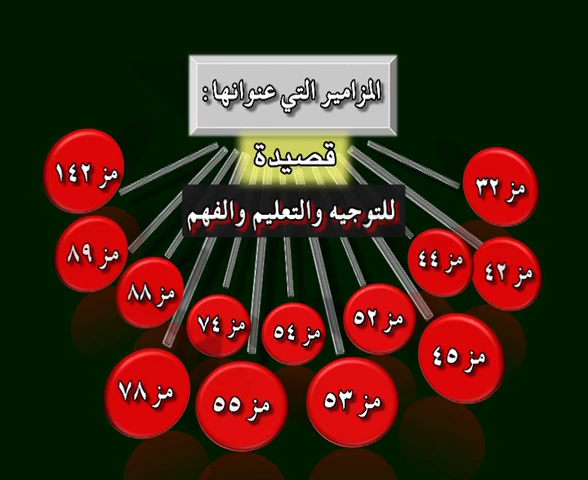 المزامير التي عنوانها:
قصيدة
للتوجيه والتعليم والفهم
مز ٣٢
مز ٤٢
مز ٤٤
مز ٤٥
مز ٥٢
مز ٥٣
مز ٥٤
مز ٥٥
مز ٧٤
مز ٧٨
مز ٨٨
مز ٨٩
مز ١٤٢